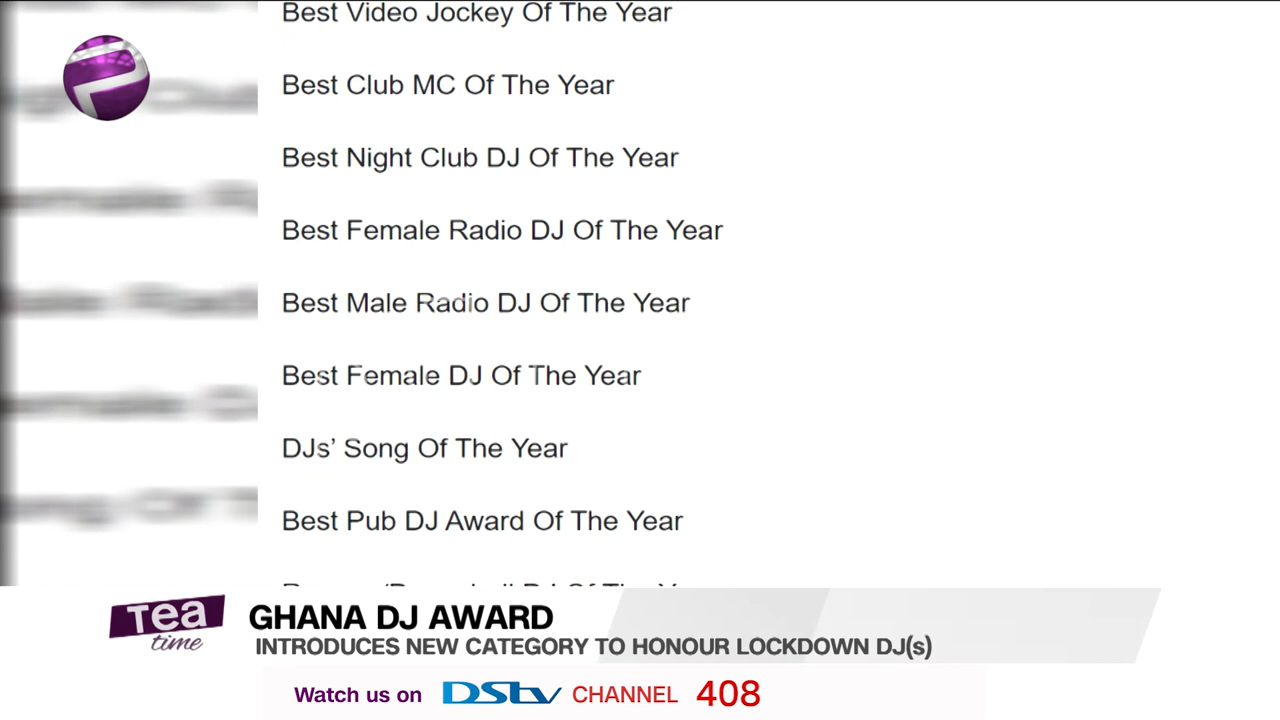 Best Video Jockey Of The Year
Best Club MC Of The Year
Best Night Club DJ Of The Year
Best Female Radio DJ Of The Year
Best Male Radio DJ Of The Year
Best Female DJ Of The Year
DJs’ Song Of The Year
Best Pub DJ Award Of The Year
DJ Of The
Tea
time
GHANA DJ AWARD
INTRODUCES NEW CATEGORY TO HONOUR LOCKDOWN DJ(s)
Watch us on DStv CHANNEL 408